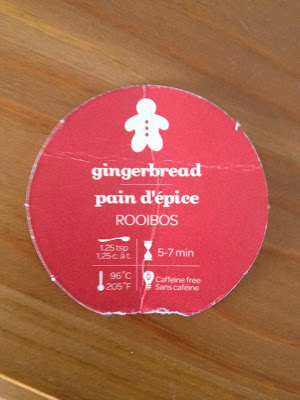 gingerbread
pain d'épice
ROOIBOS
1,25 tsp
1,25 c. à t.
5-7 min
96°C
205°F
Caffeine free
Sans caféine